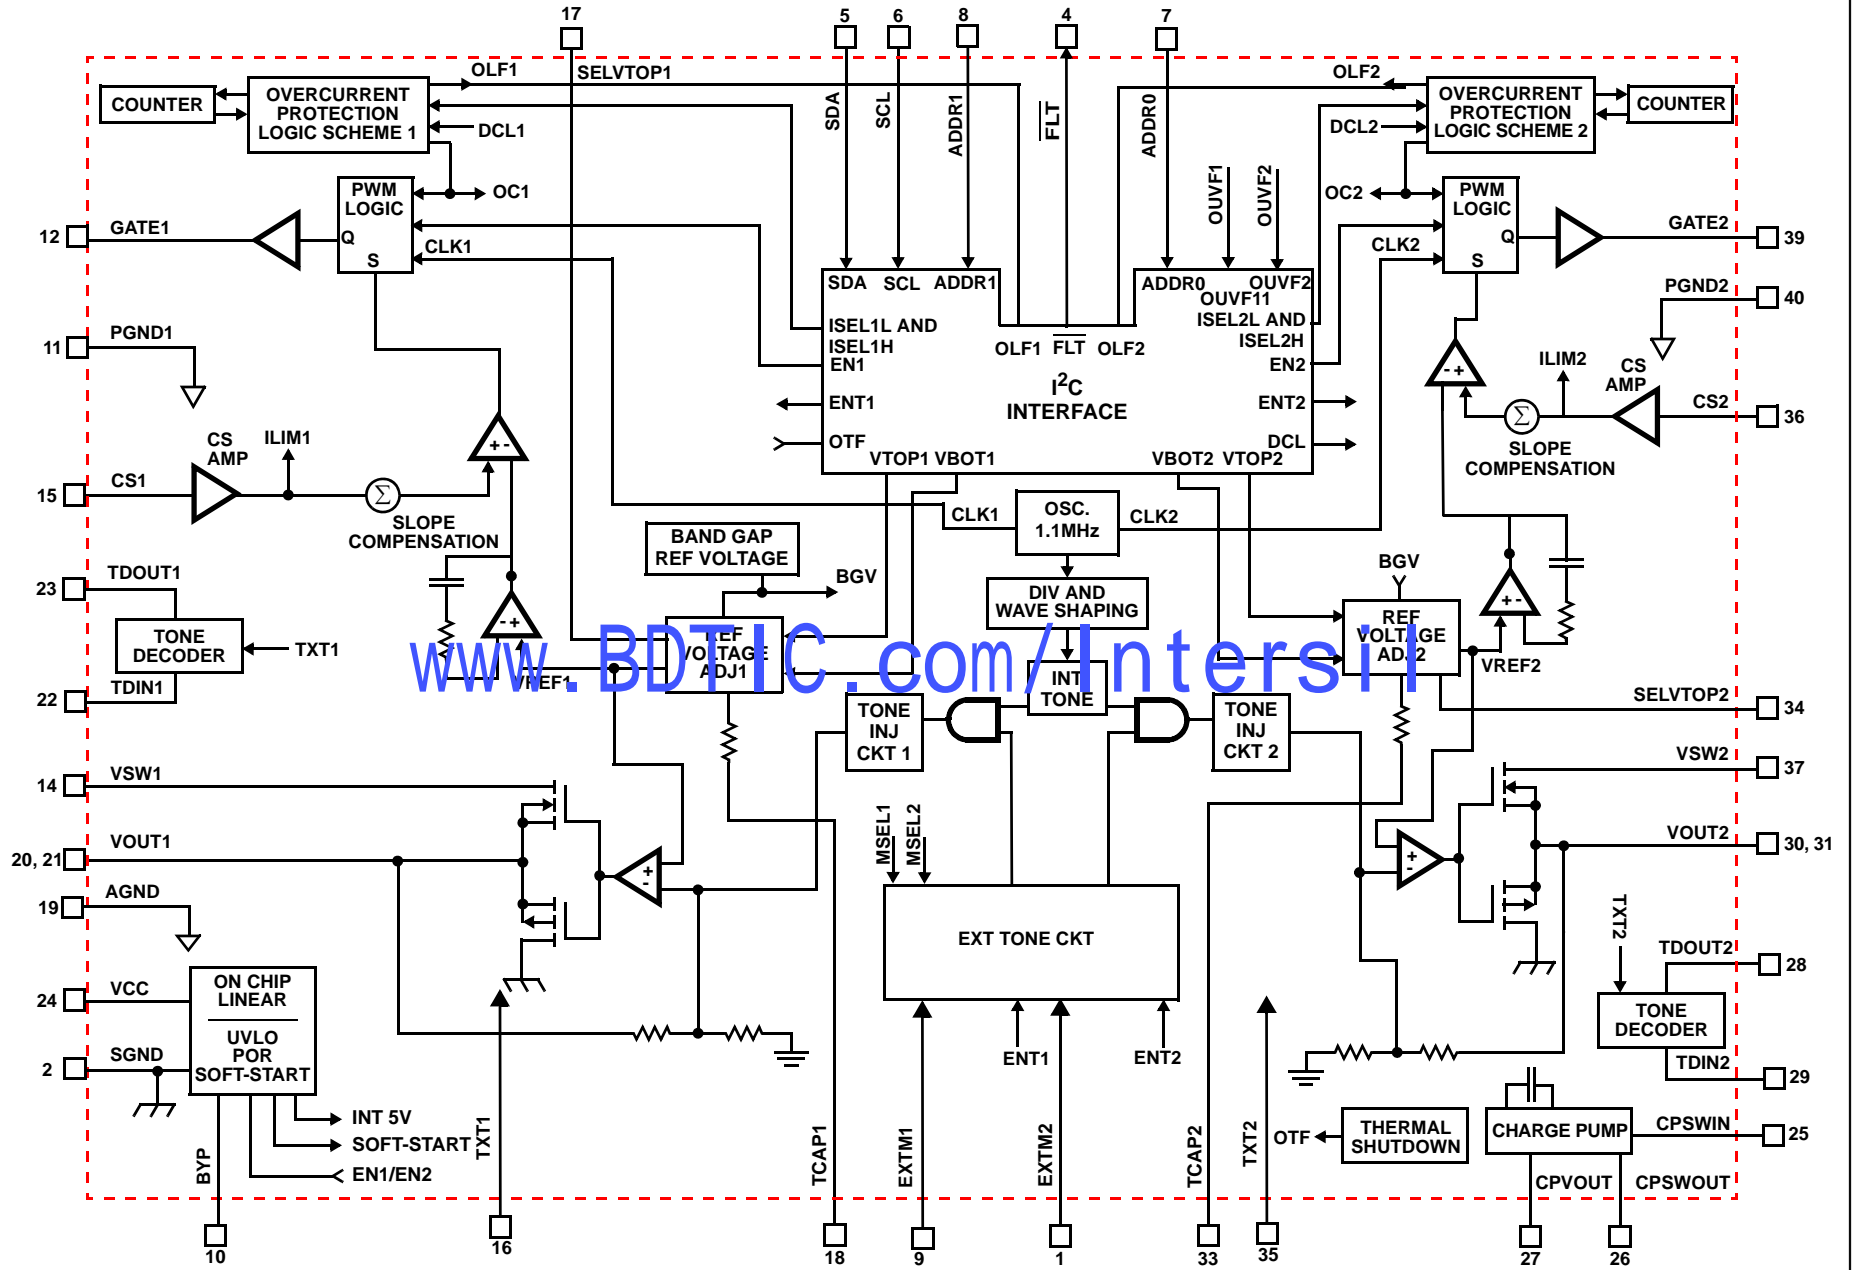 17
5
6
8
4
7
OLF1
SELVTOP1
OLF2
COUNTER
OVERCURRENT
PROTECTION
LOGIC SCHEME 1
DCL1
SDA
SCL
ADDR1
FLT
ADDR0
OUVF1
OUVF2
DCL2
OVERCURRENT
PROTECTION
LOGIC SCHEME 2
COUNTER
PWM
LOGIC
Q
S
OC1
CLK1
OC2
CLK2
PWM
LOGIC
Q
S
12
GATE1
GATE2
39
SDA
SCL
ADDR1
ADDR0
OUVF2
OUVF11
ISEL1L AND
ISEL1H
EN1
ENT1
OTF
VTOP1
VBOT1
OLF1
FLT
OLF2
I2C
INTERFACE
ISEL2L AND
ISEL2H
EN2
ENT2
DCL
VBOT2
VTOP2
PGND2
40
11
PGND1
ILIM2
CS
AMP
CS2
36
SLOPE
COMPENSATION
- +
CS
AMP
ILIM1
+ -
15
CS1
Σ
Σ
SLOPE
COMPENSATION
CLK1
OSC.
1.1MHz
CLK2
BAND GAP
REF VOLTAGE
BGV
BGV
23
TDOUT1
DIV AND
WAVE SHAPING
- +
+ -
TONE
DECODER
TXT1
REF
VOLTAGE
ADJ1
VREF1
REF
VOLTAGE
ADJ2
VREF2
www.BDTIC.com/Intersil
INT
TONE
22
TDIN1
SELVTOP2
34
TONE
INJ
CKT 1
TONE
INJ
CKT 2
14
VSW1
VSW2
37
20, 21
VOUT1
VOUT2
30, 31
+
-
+
-
MSEL1
MSEL2
19
AGND
EXT TONE CKT
TXT2
TDOUT2
28
24
VCC
ON CHIP
LINEAR
UVLO
POR
SOFT-START
TONE
DECODER
2
SGND
ENT1
ENT2
TDIN2
29
INT 5V
SOFT-START
EN1/EN2
BYP
TXT1
TCAP1
EXTM1
EXTM2
TCAP2
TXT2
OTF
THERMAL
SHUTDOWN
CHARGE PUMP
CPSWIN
25
CPVOUT
CPSWOUT
10
16
18
9
1
33
35
27
26